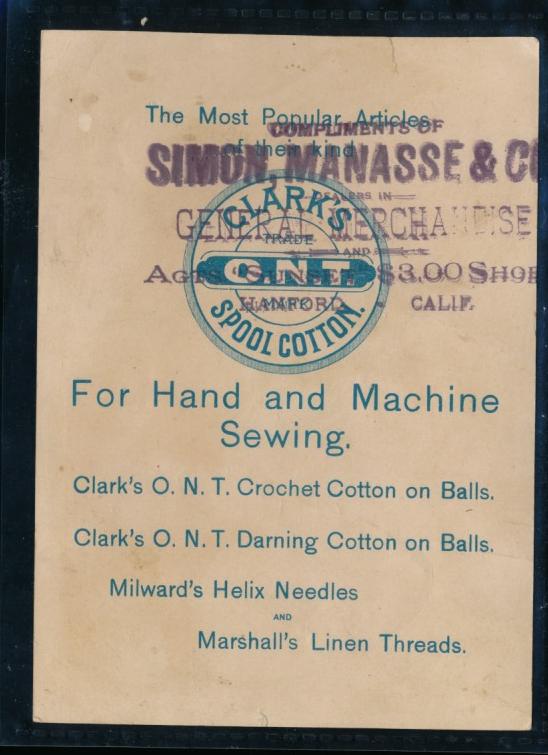 The Most Popular Articles
of their kind
COMPLIMENTS OF
SIMON, MANASSE & CO
DEALERS IN
GENERAL MERCHANDISE
AND
AGTS "SUNSET" $3.00 SHOE
HANFORD CALIF.
CLARK'S
TRADE
O.N.T.
MARK
SPOOL COTTON.
For Hand and Machine
Sewing.
Clark's O. N. T. Crochet Cotton on Balls.
Clark's O. N. T. Darning Cotton on Balls.
Milward's Helix Needles
AND
Marshall's Linen Threads.